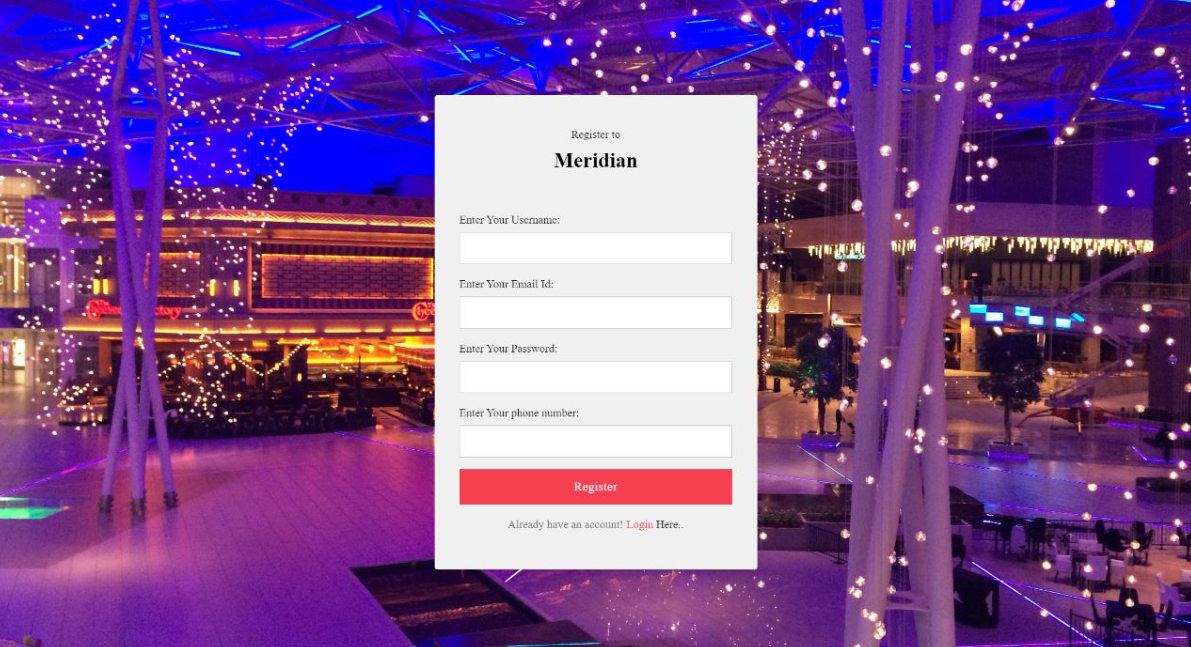 Register to
Meridian
Enter Your Username:
Enter Your Email Id:
Enter Your Password:
Enter Your phone number:
Register
Already have an account! Login Here..